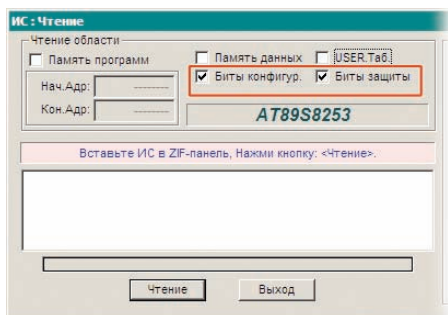 ИС : Чтение
Чтение области
Память программ
Память данных
USER.Таб.
Нач.Адр:
Биты конфигур.
Биты защиты
Кон.Адр:
AT89S8253
Вставьте ИС в ZIF-панель, Нажми кнопку: <Чтение>.
Чтение
Выход